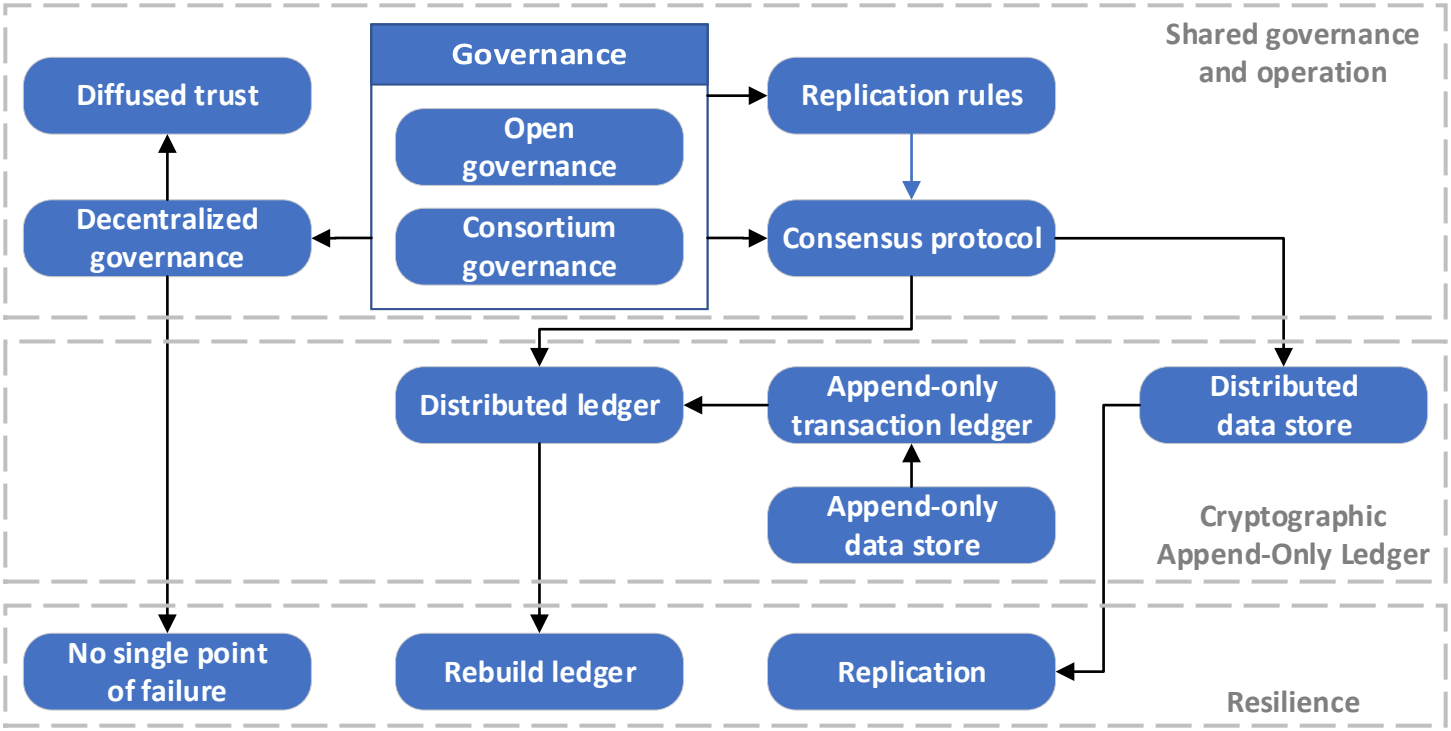 Shared governance
and operation
Governance
Diffused trust
Replication rules
Open
governance
Decentralized
governance
Consortium
governance
Consensus protocol
Distributed ledger
Append-only
transaction ledger
Distributed
data store
Append-only
data store
Cryptographic
Append-Only Ledger
No single point
of failure
Rebuild ledger
Replication
Resilience